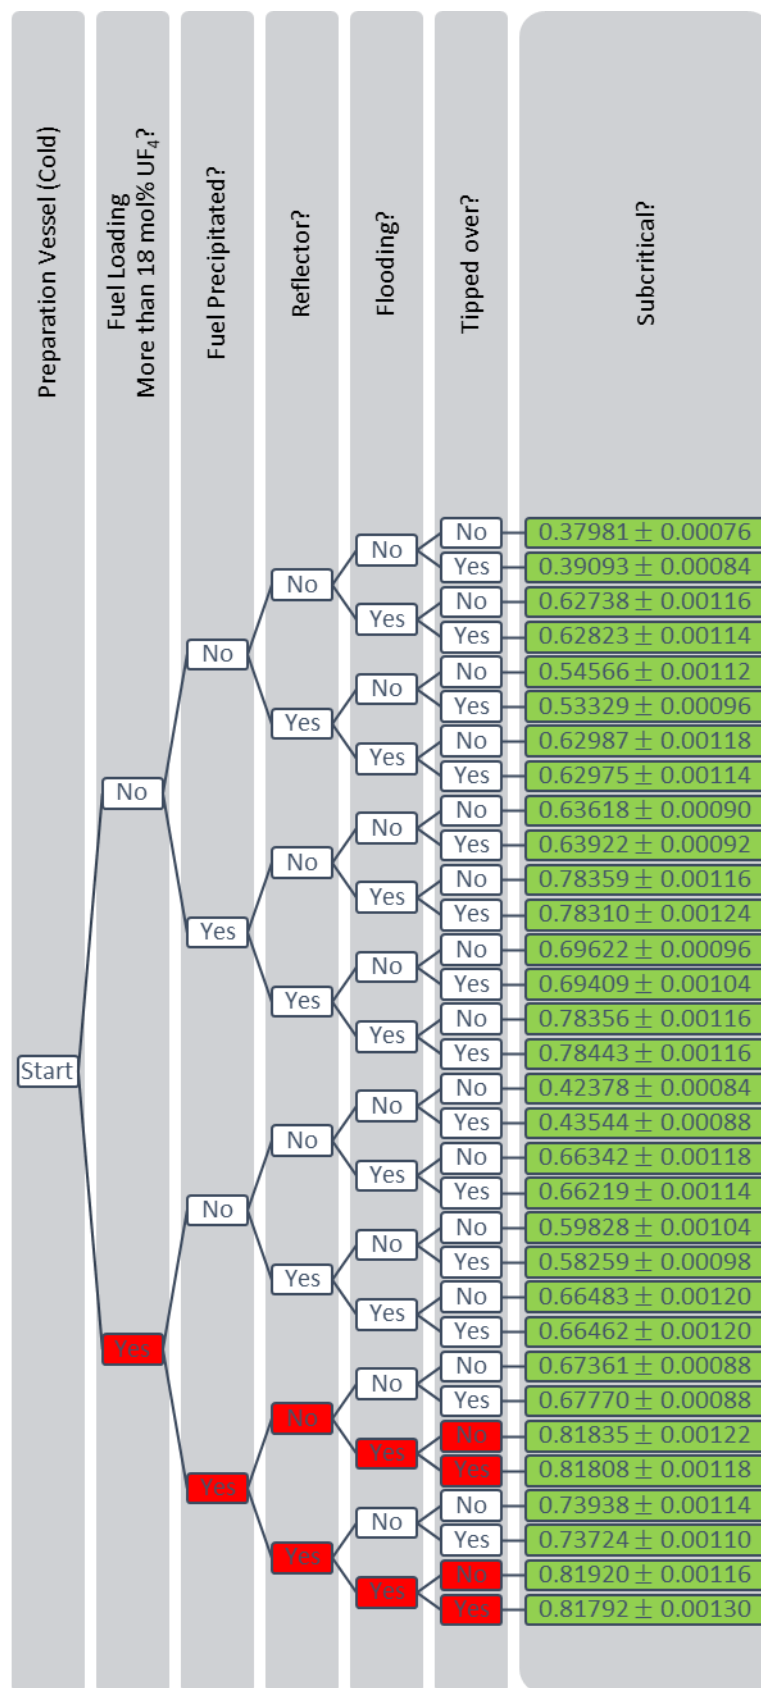 Preparation Vessel (Cold)
Fuel Loading
More than 18 mol% UF₄?
Fuel Precipitated?
Reflector?
Flooding?
Tipped over?
Subcritical?
No 0.37981 ± 0.00076
No
Yes 0.39093 ± 0.00084
No
No 0.62738 ± 0.00116
Yes
Yes 0.62823 ± 0.00114
No
No 0.54566 ± 0.00112
No
Yes 0.53329 ± 0.00096
Yes
No 0.62987 ± 0.00118
Yes
Yes 0.62975 ± 0.00114
No
No 0.63618 ± 0.00090
No
Yes 0.63922 ± 0.00092
No
No 0.78359 ± 0.00116
Yes
Yes 0.78310 ± 0.00124
Yes
No 0.69622 ± 0.00096
No
Yes 0.69409 ± 0.00104
Yes
No 0.78356 ± 0.00116
Yes
Yes 0.78443 ± 0.00116
Start
No 0.42378 ± 0.00084
No
Yes 0.43544 ± 0.00088
No
No 0.66342 ± 0.00118
Yes
Yes 0.66219 ± 0.00114
No
No 0.59828 ± 0.00104
No
Yes 0.58259 ± 0.00098
Yes
No 0.66483 ± 0.00120
Yes
Yes 0.66462 ± 0.00120
Yes
No 0.67361 ± 0.00088
No
Yes 0.67770 ± 0.00088
No
No 0.81835 ± 0.00122
Yes
Yes 0.81808 ± 0.00118
Yes
No 0.73938 ± 0.00114
No
Yes 0.73724 ± 0.00110
Yes
No 0.81920 ± 0.00116
Yes
Yes 0.81792 ± 0.00130